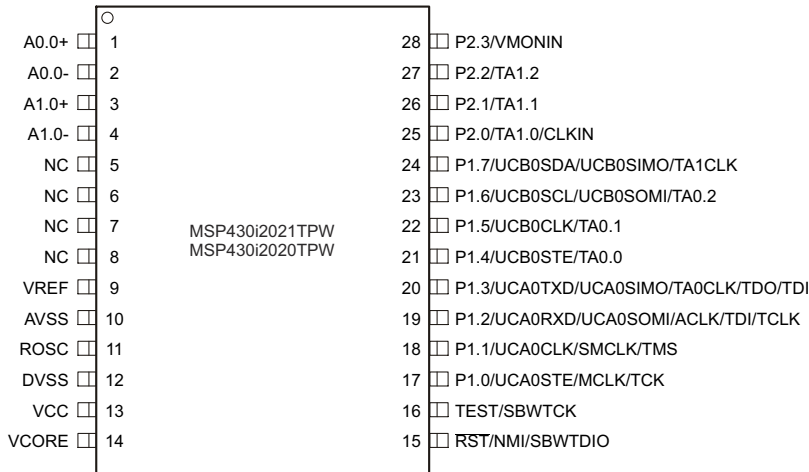 A0.0+ 1 28 P2.3/VMONIN
A0.0- 2 27 P2.2/TA1.2
A1.0+ 3 26 P2.1/TA1.1
A1.0- 4 25 P2.0/TA1.0/CLKIN
NC 5 24 P1.7/UCB0SDA/UCB0SIMO/TA1CLK
NC 6 23 P1.6/UCB0SCL/UCB0SOMI/TA0.2
NC 7 MSP430i2021TPW 22 P1.5/UCB0CLK/TA0.1
NC 8 MSP430i2020TPW 21 P1.4/UCB0STE/TA0.0
VREF 9 20 P1.3/UCA0TXD/UCA0SIMO/TA0CLK/TDO/TDI
AVSS 10 19 P1.2/UCA0RXD/UCA0SOMI/ACLK/TDI/TCLK
ROSC 11 18 P1.1/UCA0CLK/SMCLK/TMS
DVSS 12 17 P1.0/UCA0STE/MCLK/TCK
VCC 13 16 TEST/SBWTCK
VCORE 14 15 RST/NMI/SBWTDIO